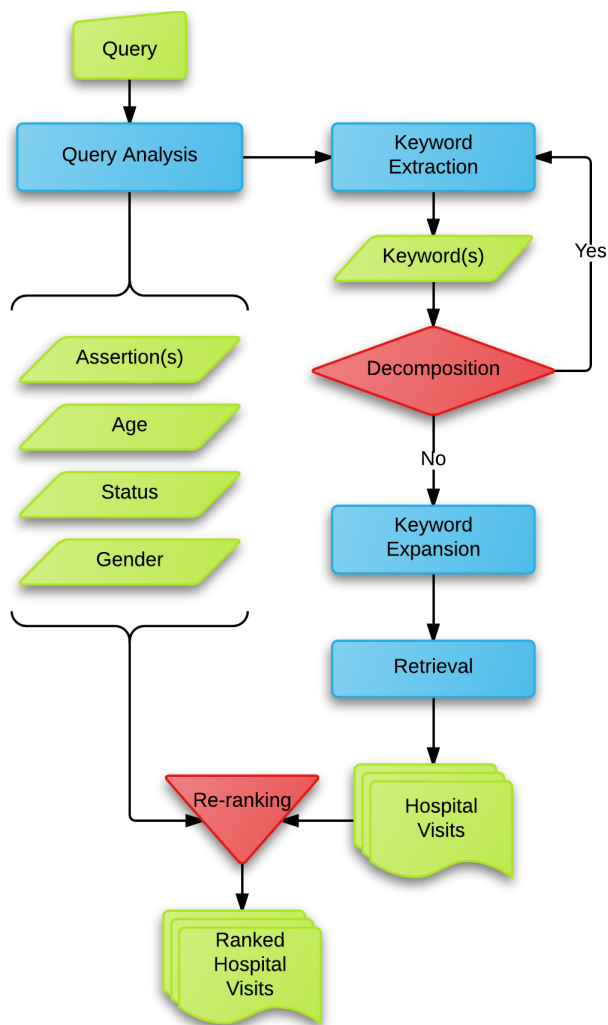 Query
Query Analysis
Keyword
Extraction
Yes
Keyword(s)
Decomposition
Assertion(s)
Age
No
Status
Keyword
Expansion
Gender
Retrieval
Re-ranking
Hospital
Visits
Ranked
Hospital
Visits